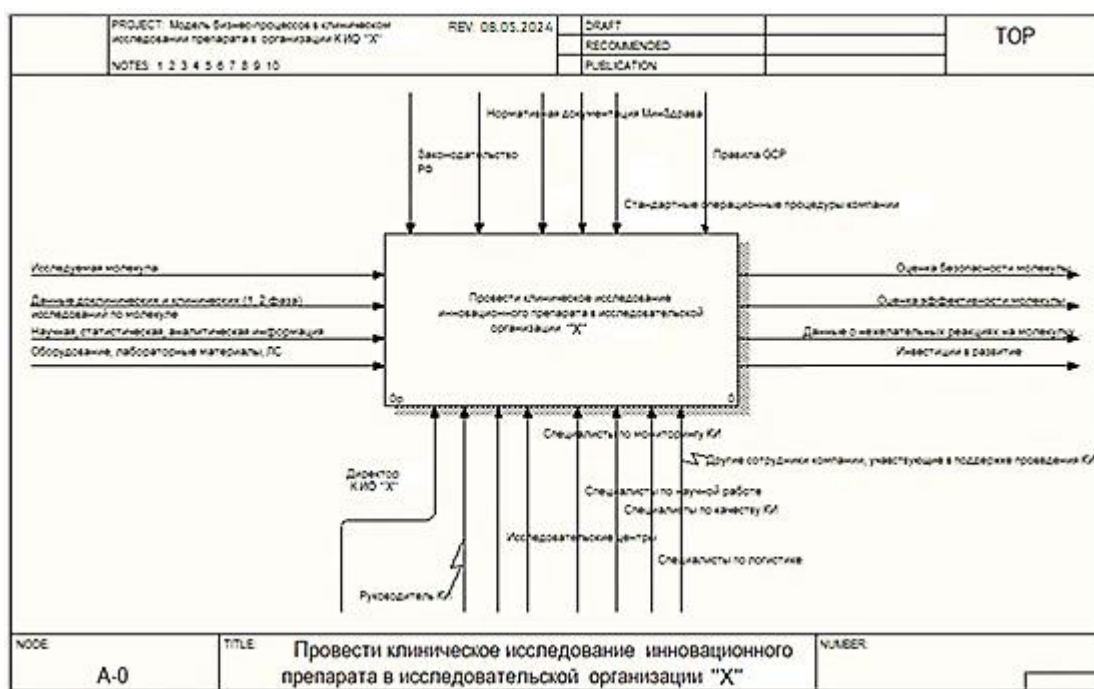 PROJECT: Модель бизнес-процессов в клиническом
исследовании препарата в организации КИО "Х"
REV: 08.05.2024
DRAFT
RECOMMENDED
PUBLICATION
TOP
NOTES: 1 2 3 4 5 6 7 8 9 10
Нормативная документация МинЗдрава
Законодательство
РФ
Правила GCP
Стандартные операционные процедуры компании
Исследуемая молекула
Данные доклинических и клинических (1, 2 фаза)
исследований по молекуле
Научная, статистическая, аналитическая информация
Оборудование, лабораторные материалы, ЛС
Провести клиническое исследование
инновационного препарата в исследовательской
организации "Х"
0р
0
Оценка безопасности молекулы
Оценка эффективности молекулы
Данные о нежелательных реакциях на молекулу
Инвестиции в развитие
Специалисты по мониторингу КИ
Другие сотрудники компании, учавствующие в поддержке проведения КИ
Директор
КИО "Х"
Специалисты по научной работе
Специалисты по качеству КИ
Исследовательские центры
Специалисты по логистике
Руководитель КИ
NODE:
A-0
TITLE:
Провести клиническое исследование инновационного
препарата в исследовательской организации "Х"
NUMBER: